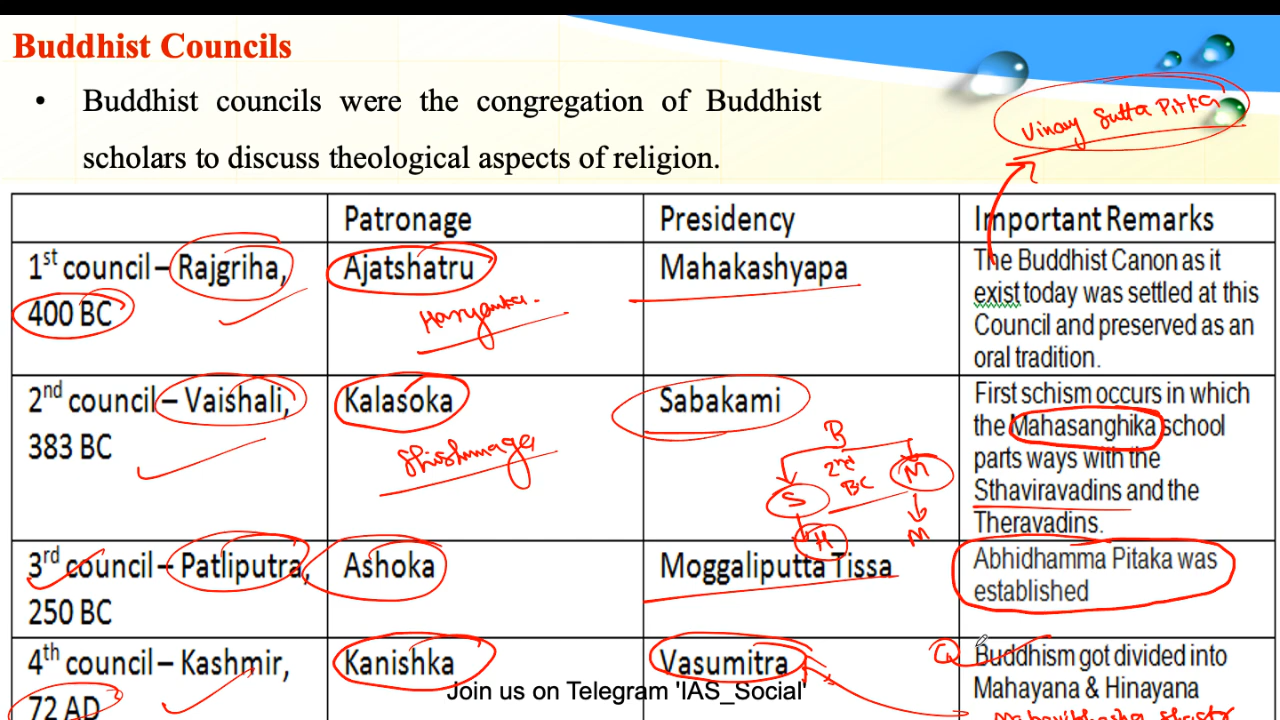 Buddhist Councils
• Buddhist councils were the congregation of Buddhist
scholars to discuss theological aspects of religion.
Vinay Sutta Pitka
Patronage Presidency Important Remarks
1st council – Rajgriha,
400 BC
Ajatshatru
Haryanka.
Mahakashyapa
The Buddhist Canon as it
exist today was settled at this
Council and preserved as an
oral tradition.
2nd council – Vaishali,
383 BC
Kalasoka
Shishunaga
Sabakami
B
2nd
BC
S M
H M
First schism occurs in which
the Mahasanghika school
parts ways with the
Sthaviravadins and the
Theravadins.
3rd council – Patliputra,
250 BC
Ashoka
Moggaliputta Tissa
Abhidhamma Pitaka was
established
4th council – Kashmir,
72 AD
Kanishka
Vasumitra
Buddhism got divided into
Mahayana & Hinayana
Join us on Telegram 'IAS_Social'